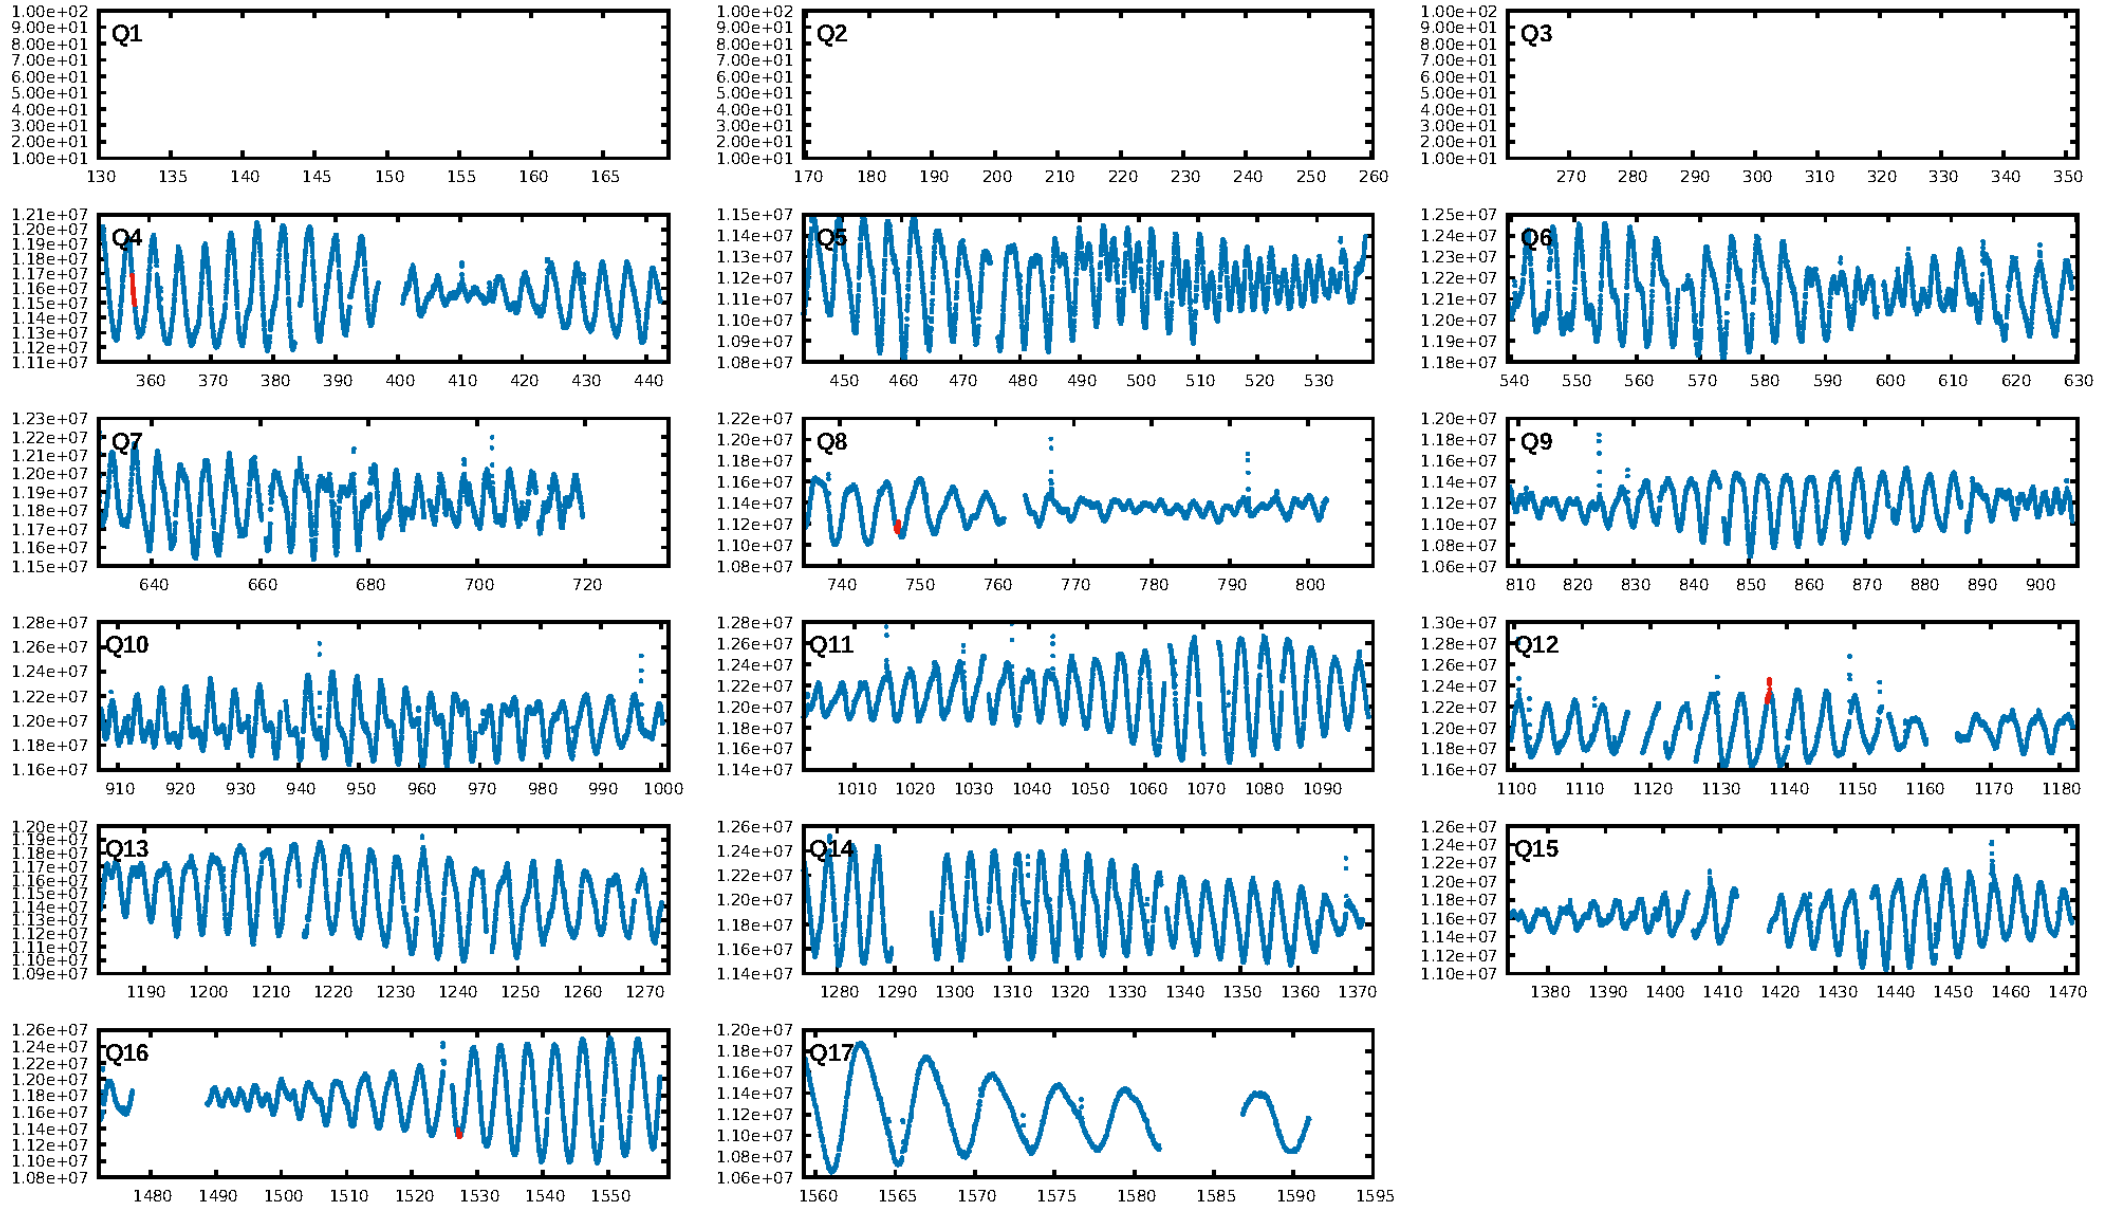 1.00e+02
9.00e+01
8.00e+01
7.00e+01
6.00e+01
5.00e+01
4.00e+01
3.00e+01
2.00e+01
1.00e+01
Q1
130 135 140 145 150 155 160 165
1.00e+02
9.00e+01
8.00e+01
7.00e+01
6.00e+01
5.00e+01
4.00e+01
3.00e+01
2.00e+01
1.00e+01
Q2
170 180 190 200 210 220 230 240 250 260
1.00e+02
9.00e+01
8.00e+01
7.00e+01
6.00e+01
5.00e+01
4.00e+01
3.00e+01
2.00e+01
1.00e+01
Q3
270 280 290 300 310 320 330 340 350
1.21e+07
1.20e+07
1.19e+07
1.18e+07
1.17e+07
1.16e+07
1.15e+07
1.14e+07
1.13e+07
1.12e+07
1.11e+07
Q4
360 370 380 390 400 410 420 430 440
1.15e+07
1.14e+07
1.13e+07
1.12e+07
1.11e+07
1.10e+07
1.09e+07
1.08e+07
Q5
450 460 470 480 490 500 510 520 530
1.25e+07
1.24e+07
1.23e+07
1.22e+07
1.21e+07
1.20e+07
1.19e+07
1.18e+07
Q6
540 550 560 570 580 590 600 610 620 630
1.23e+07
1.22e+07
1.21e+07
1.20e+07
1.19e+07
1.18e+07
1.17e+07
1.16e+07
1.15e+07
Q7
640 660 680 700 720
1.22e+07
1.20e+07
1.18e+07
1.16e+07
1.14e+07
1.12e+07
1.10e+07
1.08e+07
Q8
740 750 760 770 780 790 800
1.20e+07
1.18e+07
1.16e+07
1.14e+07
1.12e+07
1.10e+07
1.08e+07
1.06e+07
Q9
810 820 830 840 850 860 870 880 890 900
1.28e+07
1.26e+07
1.24e+07
1.22e+07
1.20e+07
1.18e+07
1.16e+07
Q10
910 920 930 940 950 960 970 980 990 1000
1.28e+07
1.26e+07
1.24e+07
1.22e+07
1.20e+07
1.18e+07
1.16e+07
1.14e+07
Q11
1010 1020 1030 1040 1050 1060 1070 1080 1090
1.30e+07
1.28e+07
1.26e+07
1.24e+07
1.22e+07
1.20e+07
1.18e+07
1.16e+07
Q12
1100 1110 1120 1130 1140 1150 1160 1170 1180
1.20e+07
1.19e+07
1.18e+07
1.17e+07
1.16e+07
1.15e+07
1.14e+07
1.13e+07
1.12e+07
1.11e+07
1.10e+07
1.09e+07
Q13
1190 1200 1210 1220 1230 1240 1250 1260 1270
1.26e+07
1.24e+07
1.22e+07
1.20e+07
1.18e+07
1.16e+07
1.14e+07
Q14
1280 1290 1300 1310 1320 1330 1340 1350 1360 1370
1.26e+07
1.24e+07
1.22e+07
1.20e+07
1.18e+07
1.16e+07
1.14e+07
1.12e+07
1.10e+07
Q15
1380 1390 1400 1410 1420 1430 1440 1450 1460 1470
1.26e+07
1.24e+07
1.22e+07
1.20e+07
1.18e+07
1.16e+07
1.14e+07
1.12e+07
1.10e+07
1.08e+07
Q16
1480 1490 1500 1510 1520 1530 1540 1550
1.20e+07
1.18e+07
1.16e+07
1.14e+07
1.12e+07
1.10e+07
1.08e+07
1.06e+07
Q17
1560 1565 1570 1575 1580 1585 1590 1595